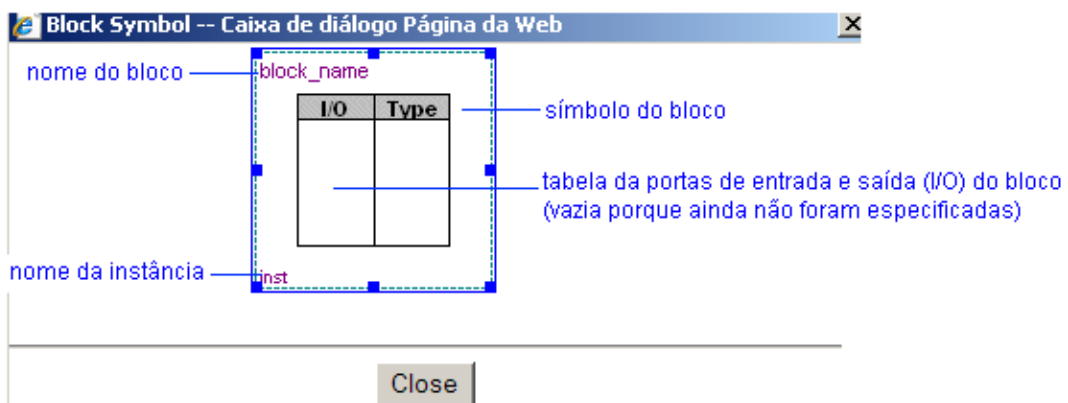 Block Symbol -- Caixa de diálogo Página da Web
nome do bloco
block_name
I/O Type
símbolo do bloco
tabela da portas de entrada e saída (I/O) do bloco
(vazia porque ainda não foram especificadas)
nome da instância
inst
Close